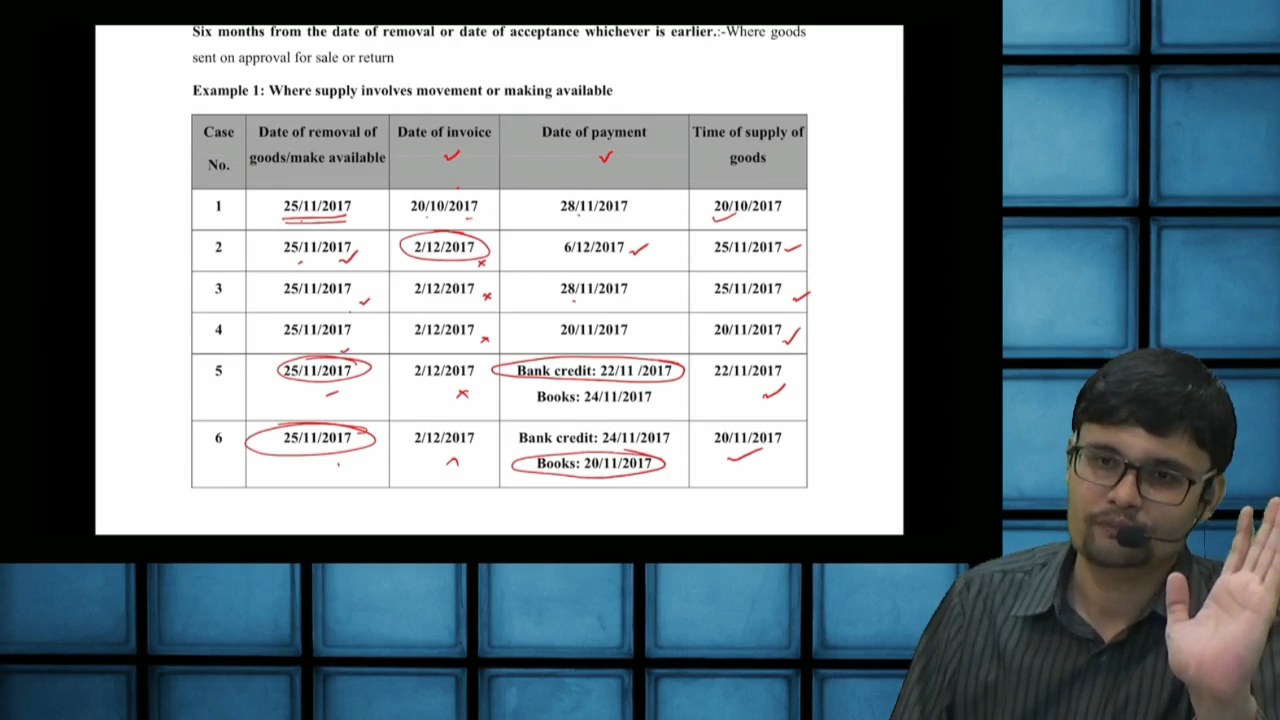 Six months from the date of removal or date of acceptance whichever is earlier.:-Where goods
sent on approval for sale or return
Example 1: Where supply involves movement or making available
Case No. Date of removal of goods/make available Date of invoice Date of payment Time of supply of goods
1 25/11/2017 20/10/2017 28/11/2017 20/10/2017
2 25/11/2017 2/12/2017 6/12/2017 25/11/2017
3 25/11/2017 2/12/2017 28/11/2017 25/11/2017
4 25/11/2017 2/12/2017 20/11/2017 20/11/2017
5 25/11/2017 2/12/2017 Bank credit: 22/11 /2017 22/11/2017
Books: 24/11/2017
6 25/11/2017 2/12/2017 Bank credit: 24/11/2017 20/11/2017
Books: 20/11/2017